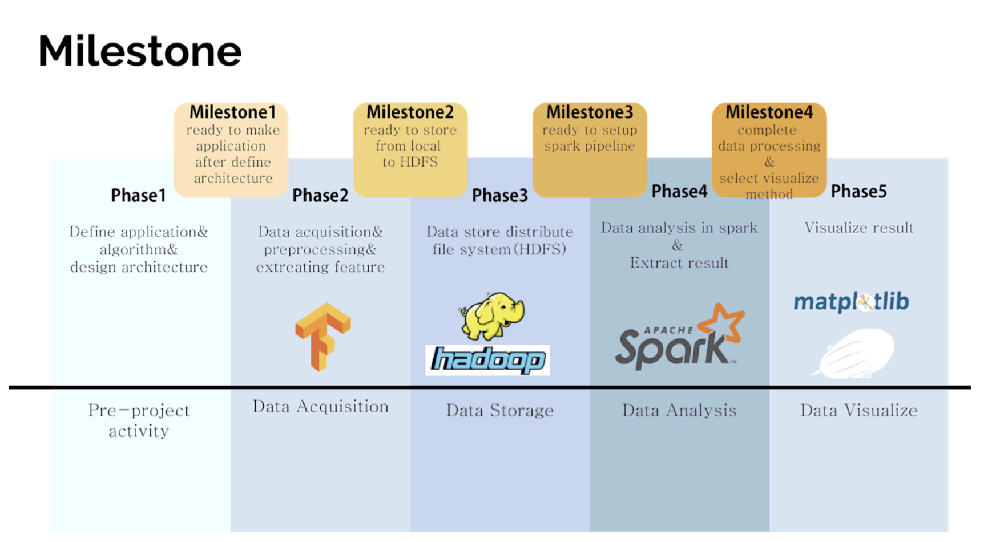 Milestone
Milestone1
ready to make
application
after define
architecture
Milestone2
ready to store
from local
to HDFS
Milestone3
ready to setup
spark pipeline
Milestone4
complete
data processing
&
select visualize
method
Phase1
Define application&
algorithm&
design architecture
Phase2
Data acquisition&
preprocessing&
extreating feature
Phase3
Data store distribute
file system(HDFS)
hadoop
Phase4
Data analysis in spark
&
Extract result
APACHE
Spark™
Phase5
Visualize result
matplotlib
Pre-project
activity
Data Acquisition
Data Storage
Data Analysis
Data Visualize